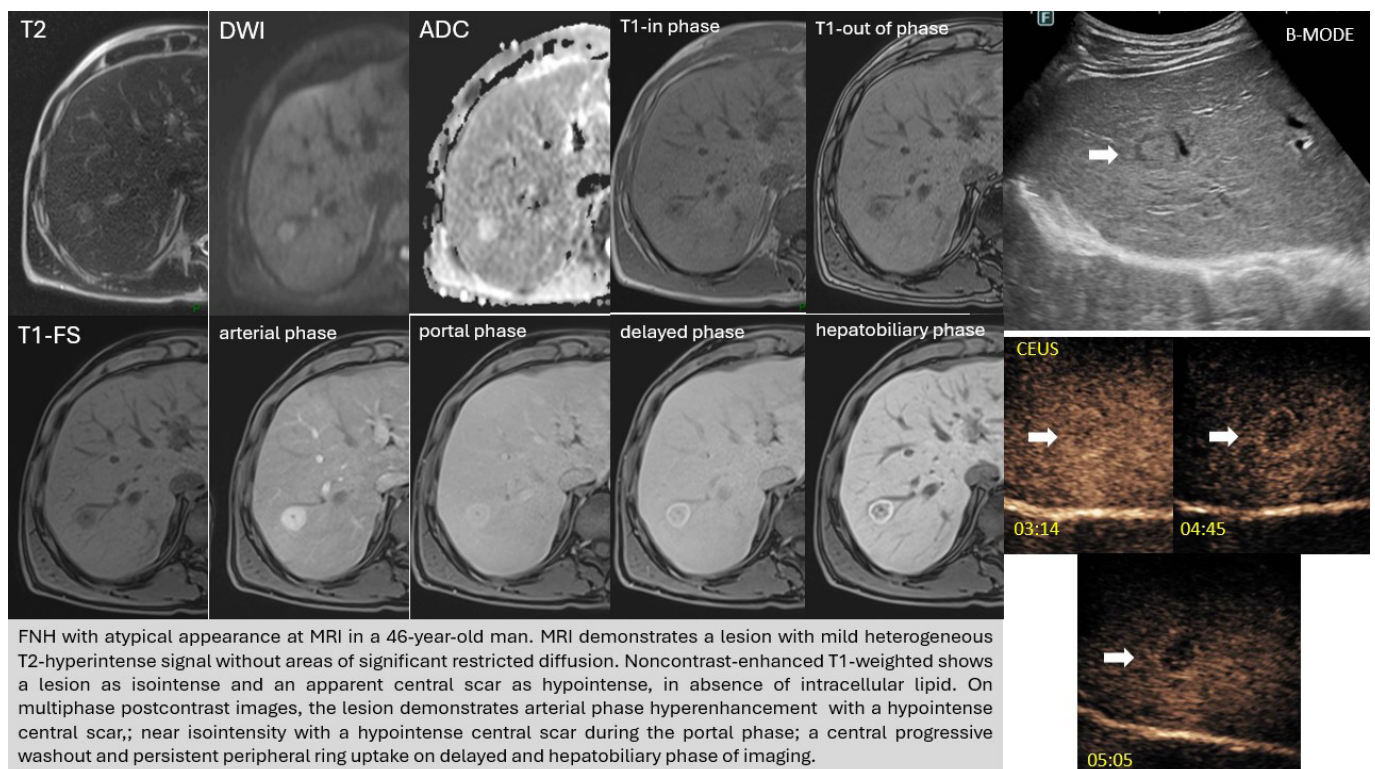 T2
DWI
ADC
T1-in phase
T1-out of phase
F
B-MODE
T1-FS
arterial phase
portal phase
delayed phase
hepatobiliary phase
CEUS
03:14
04:45
05:05
FNH with atypical appearance at MRI in a 46-year-old man. MRI demonstrates a lesion with mild heterogeneous
T2-hyperintense signal without areas of significant restricted diffusion. Noncontrast-enhanced T1-weighted shows
a lesion as isointense and an apparent central scar as hypointense, in absence of intracellular lipid. On
multiphase postcontrast images, the lesion demonstrates arterial phase hyperenhancement with a hypointense
central scar,; near isointensity with a hypointense central scar during the portal phase; a central progressive
washout and persistent peripheral ring uptake on delayed and hepatobiliary phase of imaging.